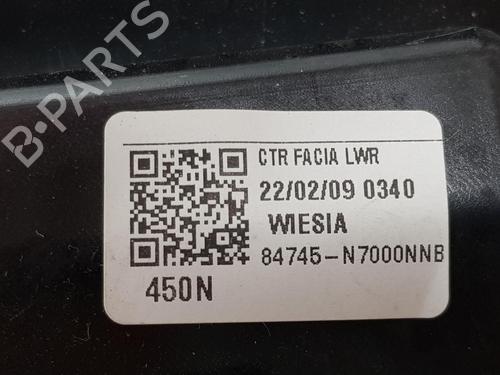 B-PARTS
CTR FACIA LWR
22/02/09 0340
WIESIA
84745-N7000NNB
450N